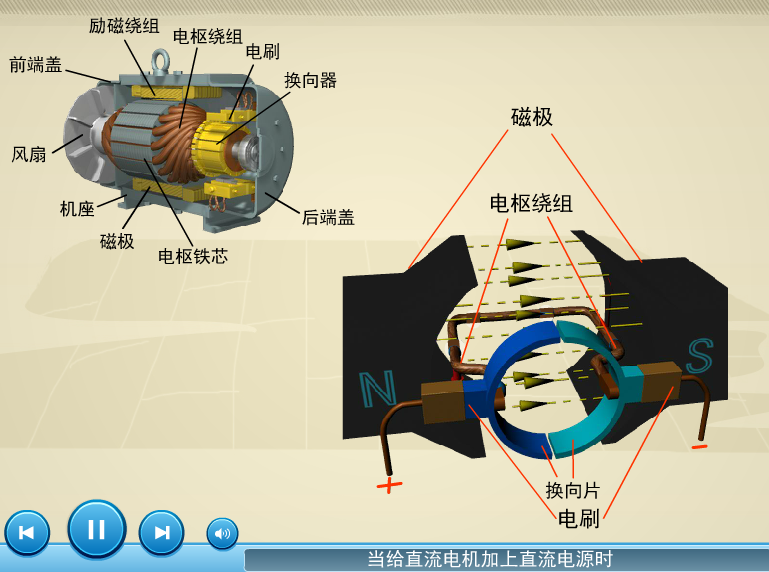 励磁绕组
电枢绕组
电刷
前端盖
换向器
风扇
机座
磁极
电枢铁芯
后端盖
磁极
电枢绕组
N
S
+
−
换向片
电刷
当给直流电机加上直流电源时